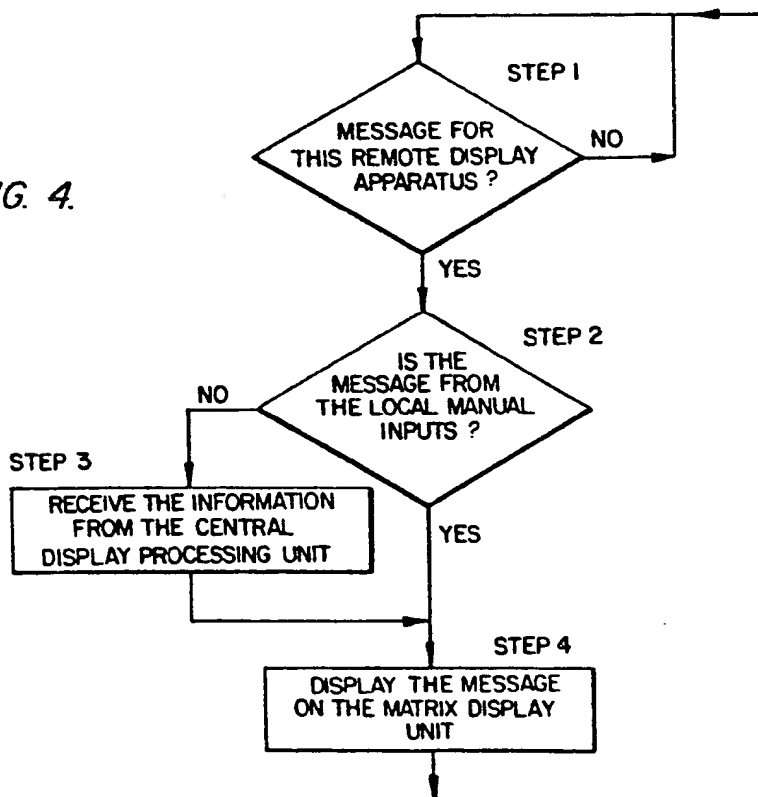 STEP 1
MESSAGE FOR
THIS REMOTE DISPLAY
APPARATUS ?
NO
G. 4.
YES
STEP 2
IS THE
MESSAGE FROM
THE LOCAL MANUAL
INPUTS ?
NO
STEP 3
RECEIVE THE INFORMATION
FROM THE CENTRAL
DISPLAY PROCESSING UNIT
YES
STEP 4
DISPLAY THE MESSAGE
ON THE MATRIX DISPLAY
UNIT